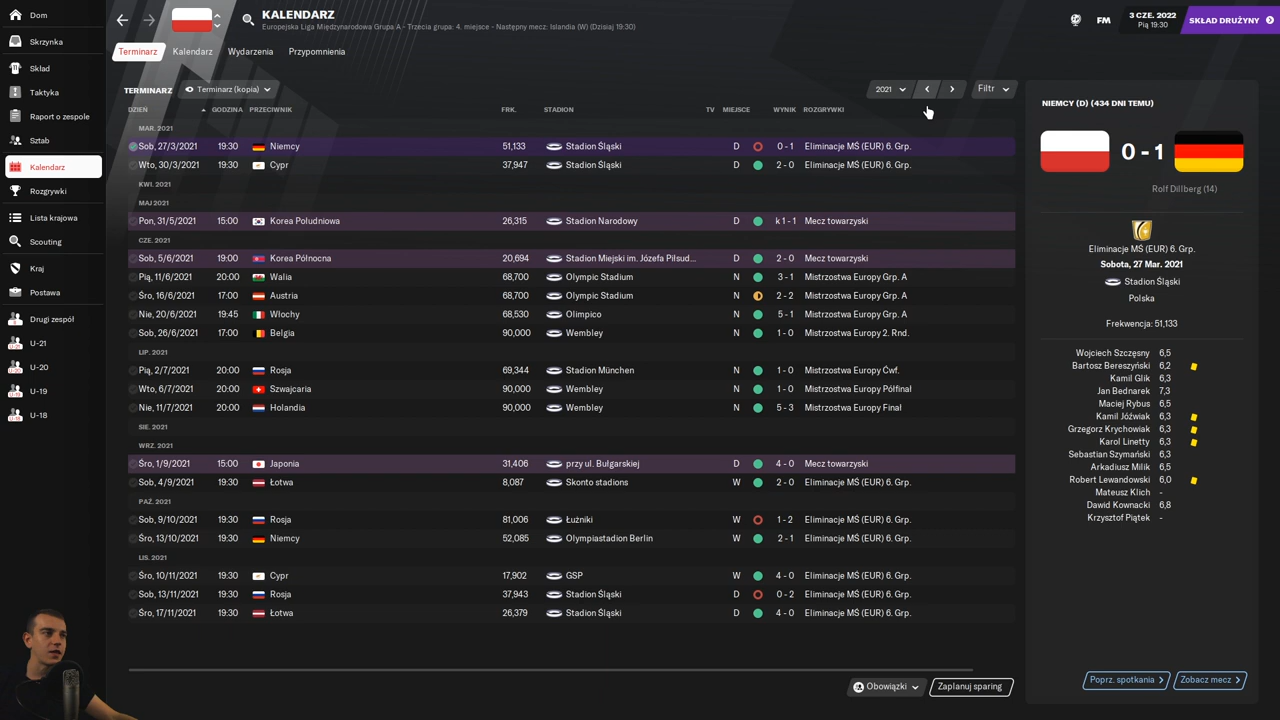 Dom
Skrzynka
Skład
Taktyka
Raport o zespole
Sztab
Kalendarz
Rozgrywki
Lista krajowa
Scouting
Kraj
Postawa
Drugi zespół
U-21
U-20
U-19
U-18
KALENDARZ
Europejska Liga Międzynarodowa Grupa A - Trzecia grupa: 4. miejsce - Następny mecz: Islandia (W) (Dzisiaj 19:30)
FM
3 CZE. 2022
Pią 19:30
SKŁAD DRUŻYNY
Terminarz Kalendarz Wydarzenia Przypomnienia
TERMINARZ Terminarz (kopia) 2021 Filtr
DZIEŃ GODZINA PRZECIWNIK FRK. STADION TV MIEJSCE WYNIK ROZGRYWKI
MAR. 2021
Sob, 27/3/2021 19:30 Niemcy 51,133 Stadion Śląski D 0 - 1 Eliminacje MŚ (EUR) 6. Grp.
Wto, 30/3/2021 19:30 Cypr 37,947 Stadion Śląski D 2 - 0 Eliminacje MŚ (EUR) 6. Grp.
KWI. 2021
MAJ 2021
Pon, 31/5/2021 15:00 Korea Południowa 26,315 Stadion Narodowy D k 1 - 1 Mecz towarzyski
CZE. 2021
Sob, 5/6/2021 19:00 Korea Północna 20,694 Stadion Miejski im. Józefa Piłsud... D 2 - 0 Mecz towarzyski
Pią, 11/6/2021 20:00 Walia 68,700 Olympic Stadium N 3 - 1 Mistrzostwa Europy Grp. A
Śro, 16/6/2021 17:00 Austria 68,700 Olympic Stadium N 2 - 2 Mistrzostwa Europy Grp. A
Nie, 20/6/2021 19:45 Włochy 68,530 Olimpico N 5 - 1 Mistrzostwa Europy Grp. A
Sob, 26/6/2021 17:00 Belgia 90,000 Wembley N 1 - 0 Mistrzostwa Europy 2. Rnd.
LIP. 2021
Pią, 2/7/2021 20:00 Rosja 69,344 Stadion München N 1 - 0 Mistrzostwa Europy Ćwf.
Wto, 6/7/2021 20:00 Szwajcaria 90,000 Wembley N 1 - 0 Mistrzostwa Europy Półfinał
Nie, 11/7/2021 20:00 Holandia 90,000 Wembley N 5 - 3 Mistrzostwa Europy Finał
SIE. 2021
WRZ. 2021
Śro, 1/9/2021 15:00 Japonia 31,406 przy ul. Bułgarskiej D 4 - 0 Mecz towarzyski
Sob, 4/9/2021 19:30 Łotwa 8,087 Skonto stadions W 2 - 0 Eliminacje MŚ (EUR) 6. Grp.
PAŹ. 2021
Sob, 9/10/2021 19:30 Rosja 81,006 Łużniki W 1 - 2 Eliminacje MŚ (EUR) 6. Grp.
Śro, 13/10/2021 19:30 Niemcy 52,085 Olympiastadion Berlin W 2 - 1 Eliminacje MŚ (EUR) 6. Grp.
LIS. 2021
Śro, 10/11/2021 19:30 Cypr 17,902 GSP W 4 - 0 Eliminacje MŚ (EUR) 6. Grp.
Sob, 13/11/2021 19:30 Rosja 37,943 Stadion Śląski D 0 - 2 Eliminacje MŚ (EUR) 6. Grp.
Śro, 17/11/2021 19:30 Łotwa 26,379 Stadion Śląski D 4 - 0 Eliminacje MŚ (EUR) 6. Grp.
Obowiązki Zaplanuj sparing
NIEMCY (D) (434 DNI TEMU)
0 - 1
Rolf Dillberg (14)
Eliminacje MŚ (EUR) 6. Grp.
Sobota, 27 Mar. 2021
Stadion Śląski
Polska
Frekwencja: 51,133
Wojciech Szczęsny 6,5
Bartosz Bereszyński 6,2
Kamil Glik 6,3
Jan Bednarek 7,3
Maciej Rybus 6,5
Kamil Jóźwiak 6,3
Grzegorz Krychowiak 6,3
Karol Linetty 6,3
Sebastian Szymański 6,3
Arkadiusz Milik 6,5
Robert Lewandowski 6,0
Mateusz Klich -
Dawid Kownacki 6,8
Krzysztof Piątek -
Poprz. spotkania Zobacz mecz